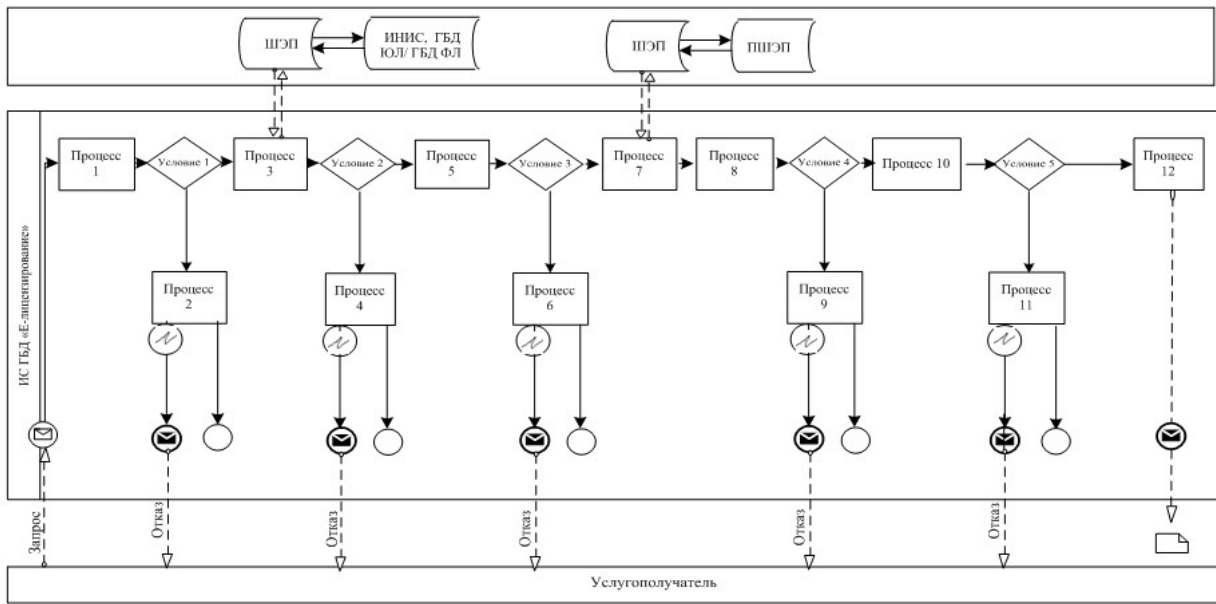 ШЭП
ИНИС, ГБД
ЮЛ/ ГБД ФЛ
ШЭП
ПШЭП
ИС ГБД «Е-лицензирование»
Процесс
1
Условие 1
Процесс
3
Условие 2
Процесс
5
Условие 3
Процесс
7
Процесс
8
Условие 4
Процесс 10
Условие 5
Процесс
12
Процесс
2
Процесс
4
Процесс
6
Процесс
9
Процесс
11
Запрос
Отказ
Отказ
Отказ
Отказ
Отказ
Услугополучатель